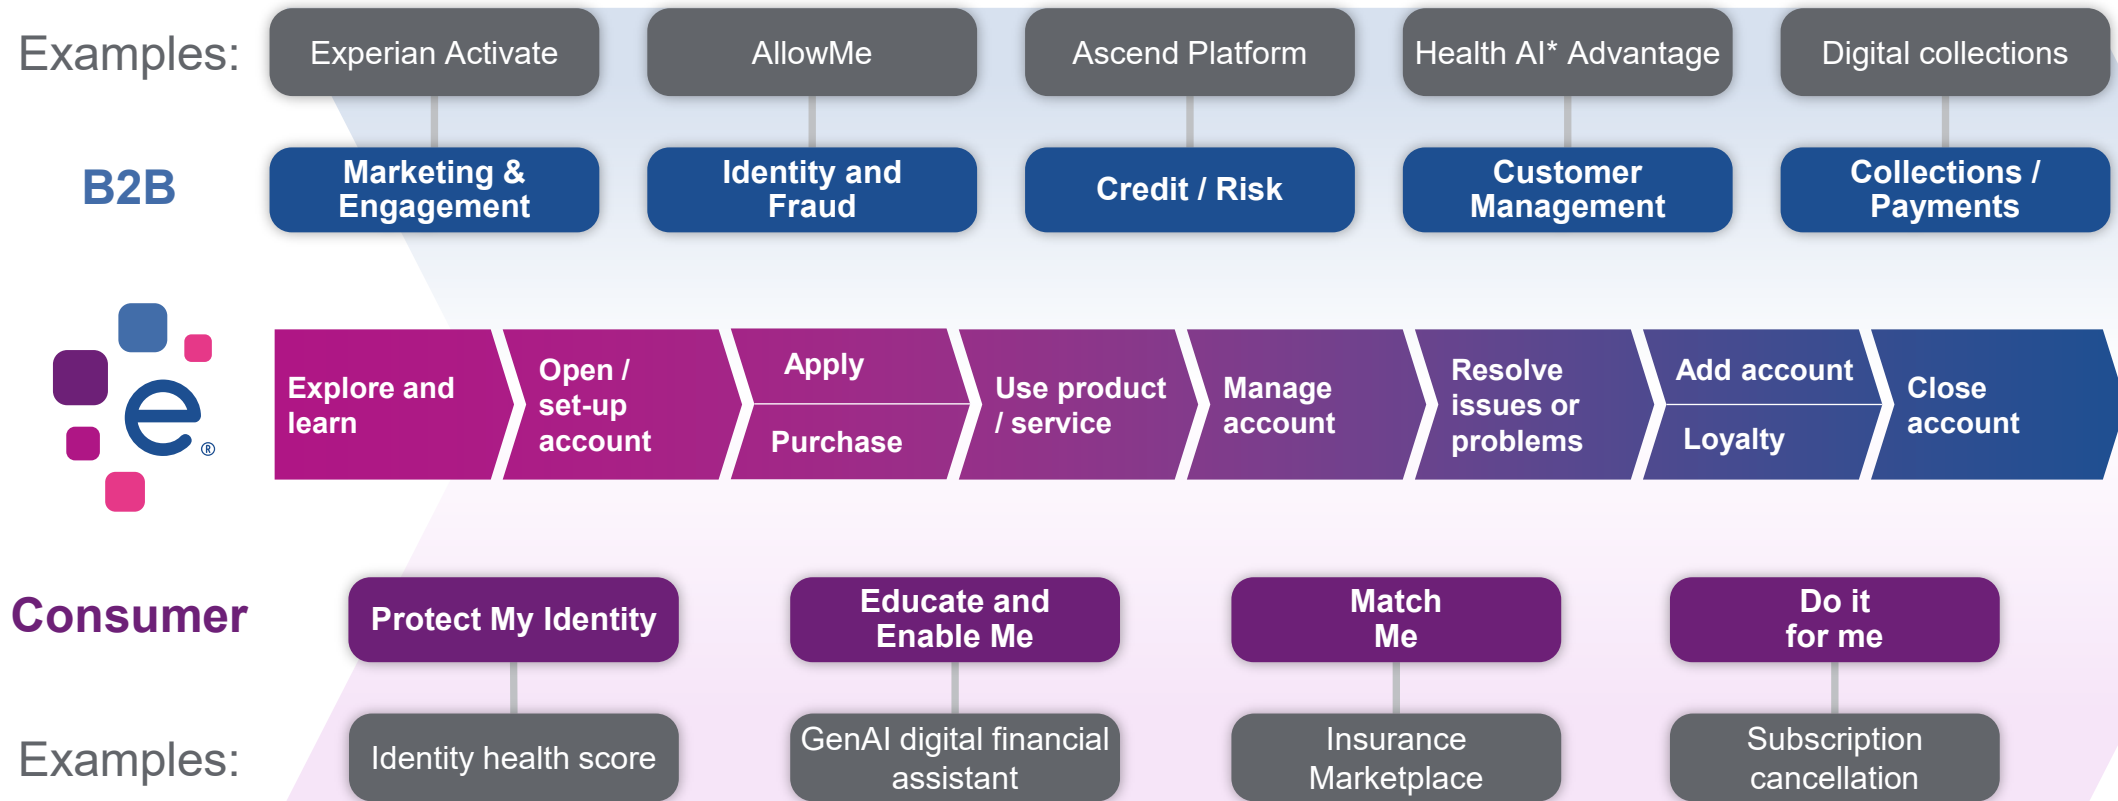 Examples:
Experian Activate
AllowMe
Ascend Platform
Health AI* Advantage
Digital collections
B2B
Marketing &
Engagement
Identity and
Fraud
Credit / Risk
Customer
Management
Collections /
Payments
e®
Explore and
learn
Open /
set-up
account
Apply
Purchase
Use product
/ service
Manage
account
Resolve
issues or
problems
Add account
Loyalty
Close
account
Consumer
Protect My Identity
Educate and
Enable Me
Match
Me
Do it
for me
Examples:
Identity health score
GenAI digital financial
assistant
Insurance
Marketplace
Subscription
cancellation